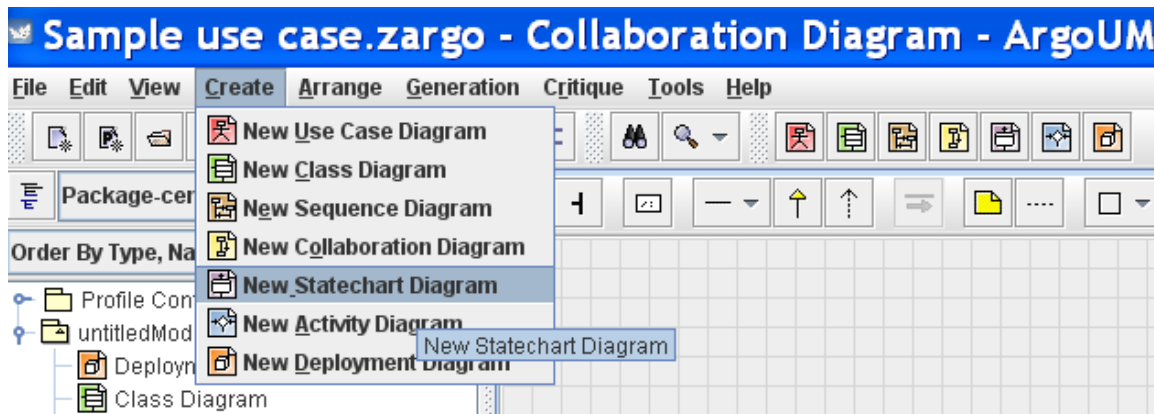 Sample use case.zargo - Collaboration Diagram - ArgoUM
File Edit View Create Arrange Generation Critique Tools Help
New Use Case Diagram
New Class Diagram
Package-cer
New Sequence Diagram
Order By Type, Na
New Collaboration Diagram
New Statechart Diagram
Profile Con
New Activity Diagram
untitledMod
New Statechart Diagram
Deployn
New Deployment Diagram
Class Diagram